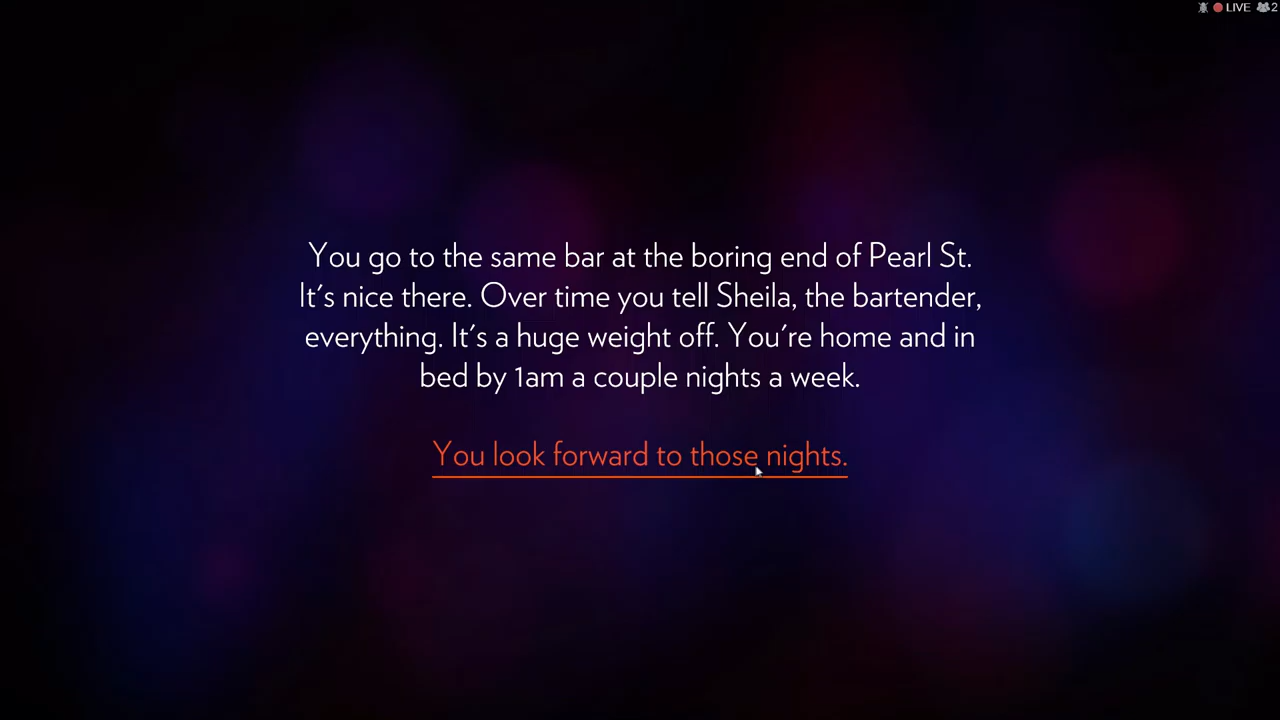 LIVE 2
You go to the same bar at the boring end of Pearl St.
It's nice there. Over time you tell Sheila, the bartender,
everything. It's a huge weight off. You're home and in
bed by 1am a couple nights a week.
You look forward to those nights.